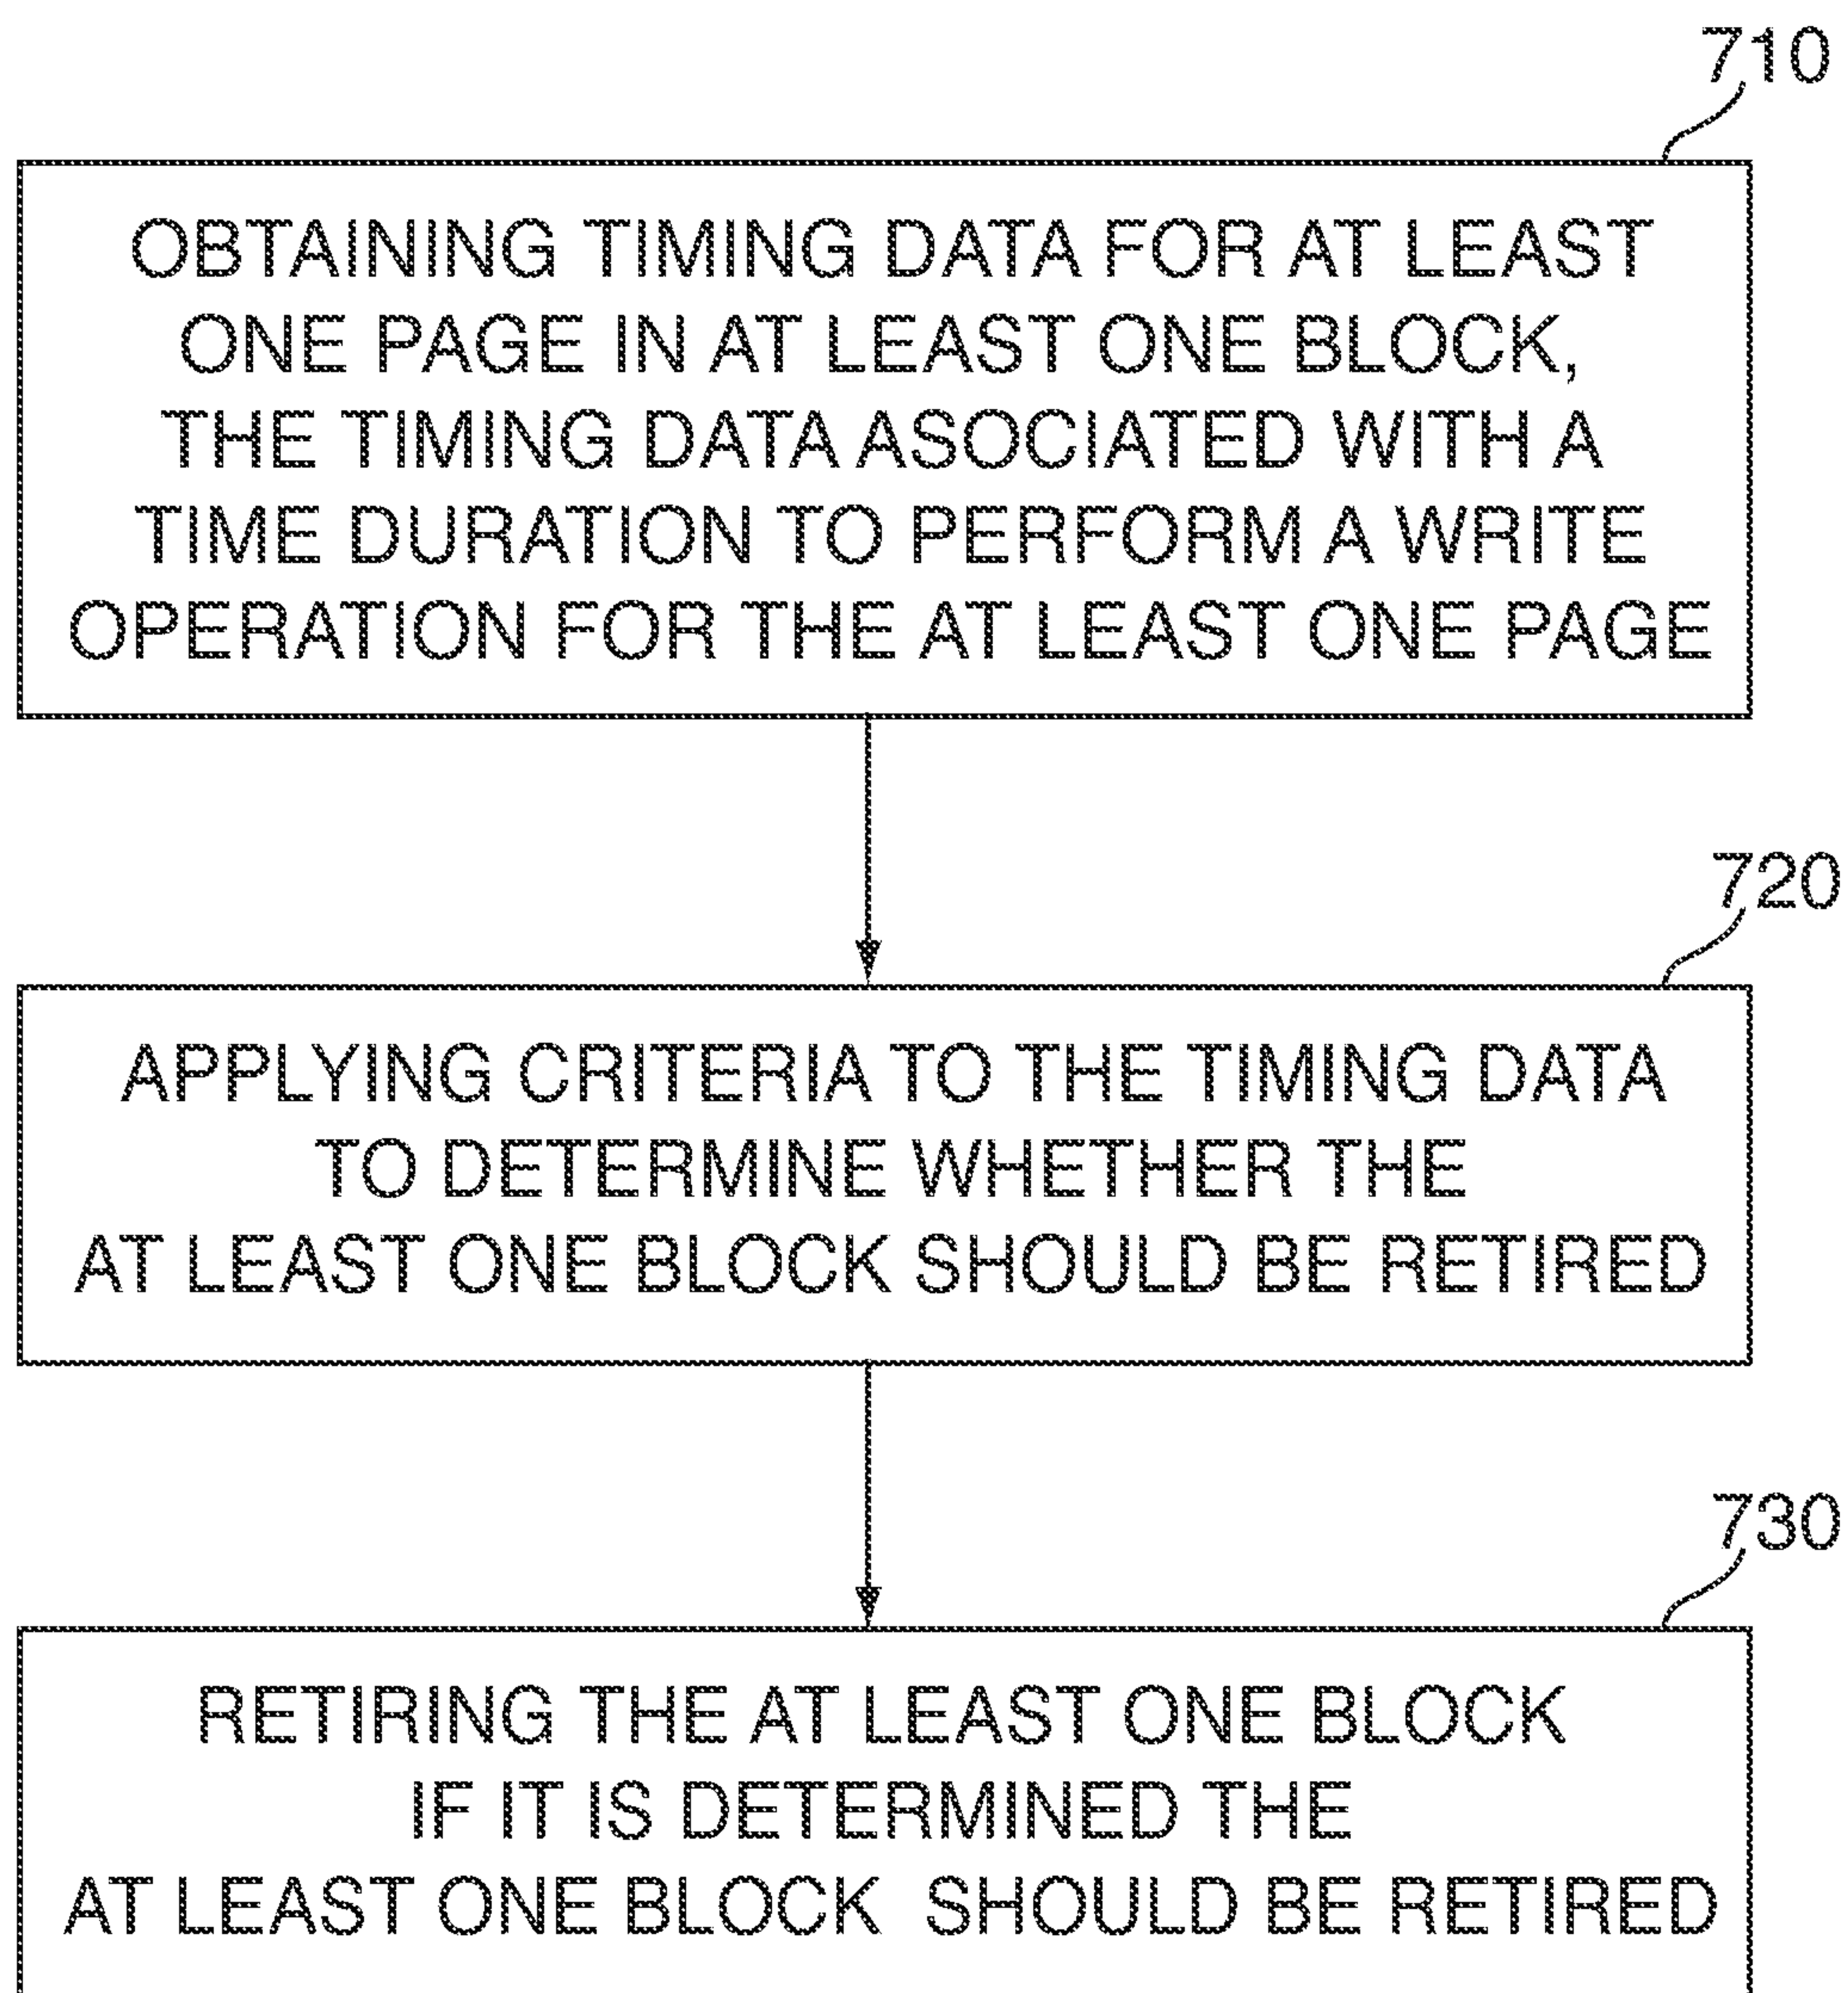 710
OBTAINING TIMING DATA FOR AT LEAST
ONE PAGE IN AT LEAST ONE BLOCK,
THE TIMING DATA ASOCIATED WITH A
TIME DURATION TO PERFORM A WRITE
OPERATION FOR THE AT LEAST ONE PAGE
720
APPLYING CRITERIA TO THE TIMING DATA
TO DETERMINE WHETHER THE
AT LEAST ONE BLOCK SHOULD BE RETIRED
730
RETIRING THE AT LEAST ONE BLOCK
IF IT IS DETERMINED THE
AT LEAST ONE BLOCK SHOULD BE RETIRED